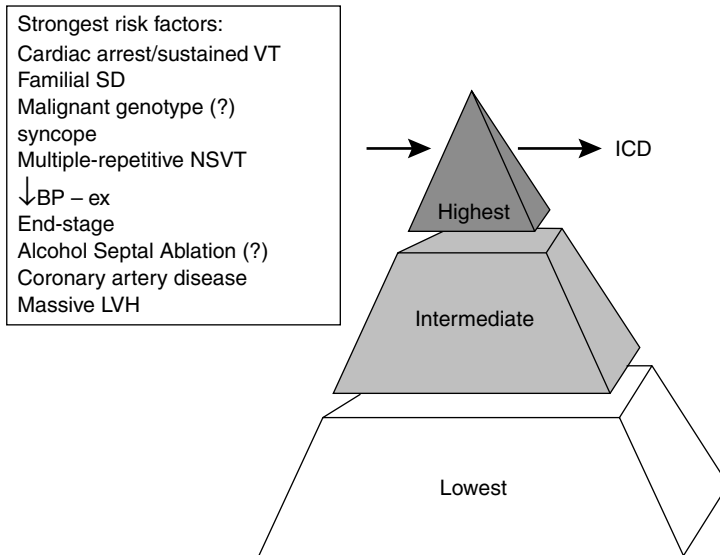 Strongest risk factors:
Cardiac arrest/sustained VT
Familial SD
Malignant genotype (?)
syncope
Multiple-repetitive NSVT
↓BP – ex
End-stage
Alcohol Septal Ablation (?)
Coronary artery disease
Massive LVH
ICD
Highest
Intermediate
Lowest